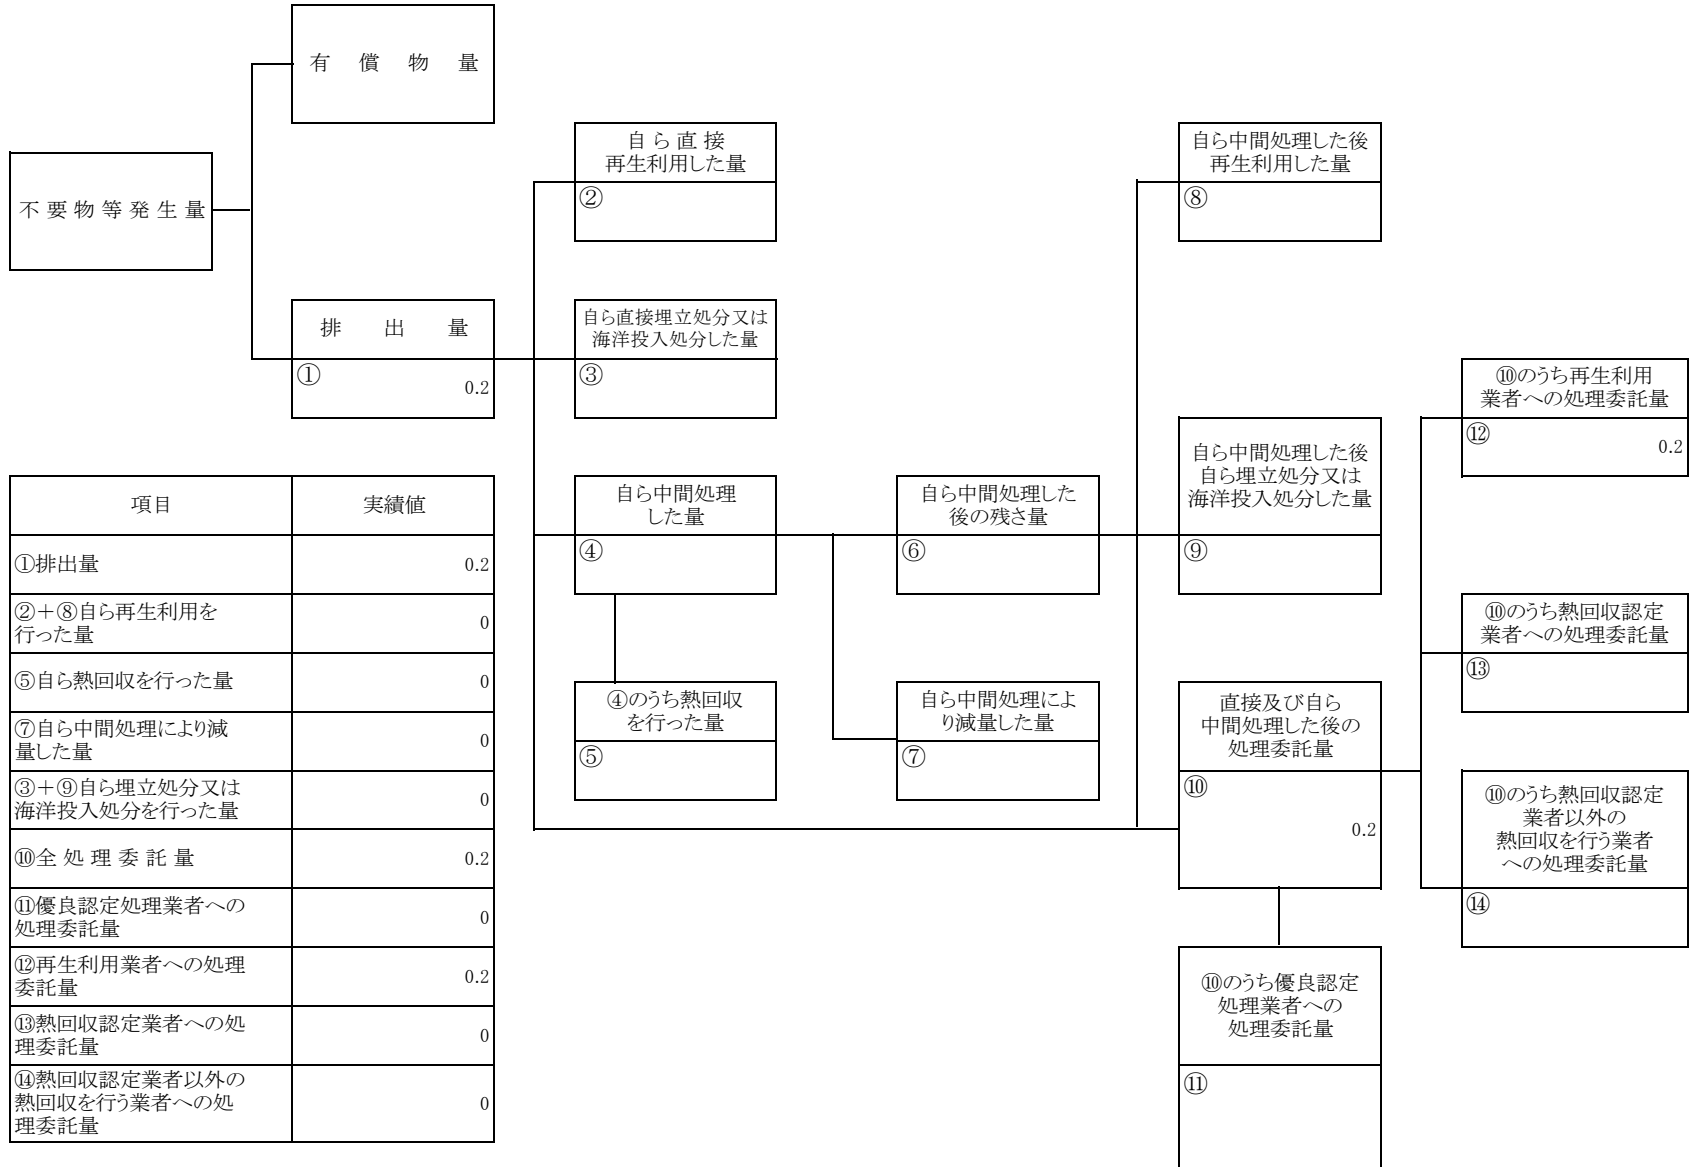 有償物量
不要物等発生量
排出量
①
0.2
自ら直接
再生利用した量
②
自ら直接埋立処分又は
海洋投入処分した量
③
自ら中間処理
した量
④
④のうち熱回収
を行った量
⑤
自ら中間処理した
後の残さ量
⑥
自ら中間処理によ
り減量した量
⑦
自ら中間処理した後
再生利用した量
⑧
自ら中間処理した後
自ら埋立処分又は
海洋投入処分した量
⑨
直接及び自ら
中間処理した後の
処理委託量
⑩
0.2
⑩のうち優良認定
処理業者への
処理委託量
⑪
⑩のうち再生利用
業者への処理委託量
⑫
0.2
⑩のうち熱回収認定
業者への処理委託量
⑬
⑩のうち熱回収認定
業者以外の
熱回収を行う業者
への処理委託量
⑭
項目 実績値
①排出量 0.2
②＋⑧自ら再生利用を
行った量 0
⑤自ら熱回収を行った量 0
⑦自ら中間処理により減
量した量 0
③＋⑨自ら埋立処分又は
海洋投入処分を行った量 0
⑩全処理委託量 0.2
⑪優良認定処理業者への
処理委託量 0
⑫再生利用業者への処理
委託量 0.2
⑬熱回収認定業者への処
理委託量 0
⑭熱回収認定業者以外の
熱回収を行う業者への処
理委託量 0